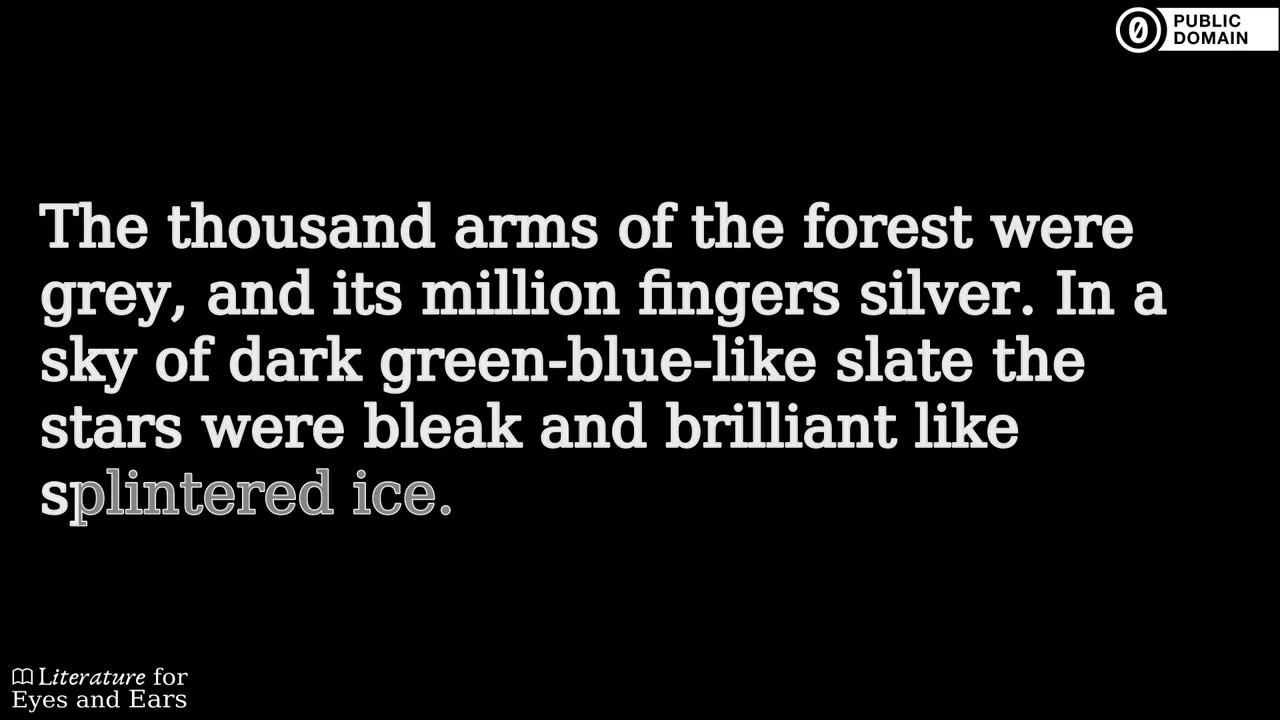 PUBLIC
DOMAIN
The thousand arms of the forest were
grey, and its million fingers silver. In a
sky of dark green-blue-like slate the
stars were bleak and brilliant like
splintered ice.
Literature for
Eyes and Ears